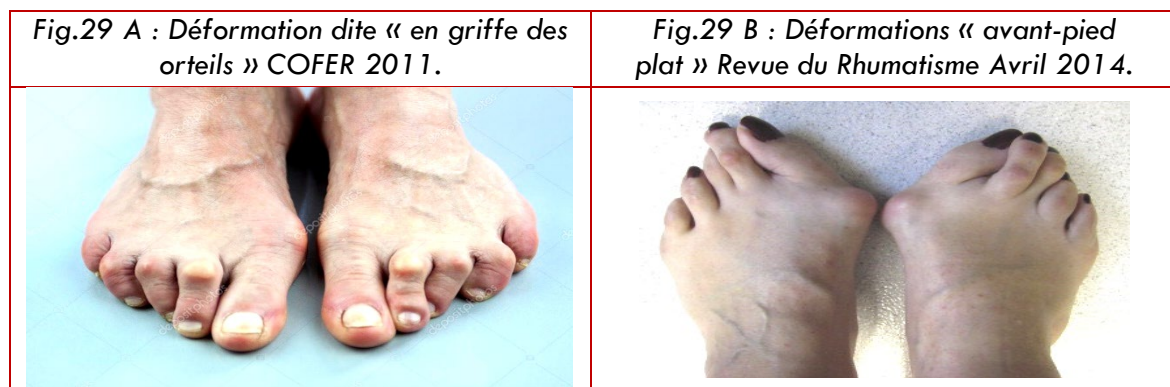 Fig.29 A : Déformation dite « en griffe des
orteils » COFER 2011.
Fig.29 B : Déformations « avant-pied
plat » Revue du Rhumatisme Avril 2014.